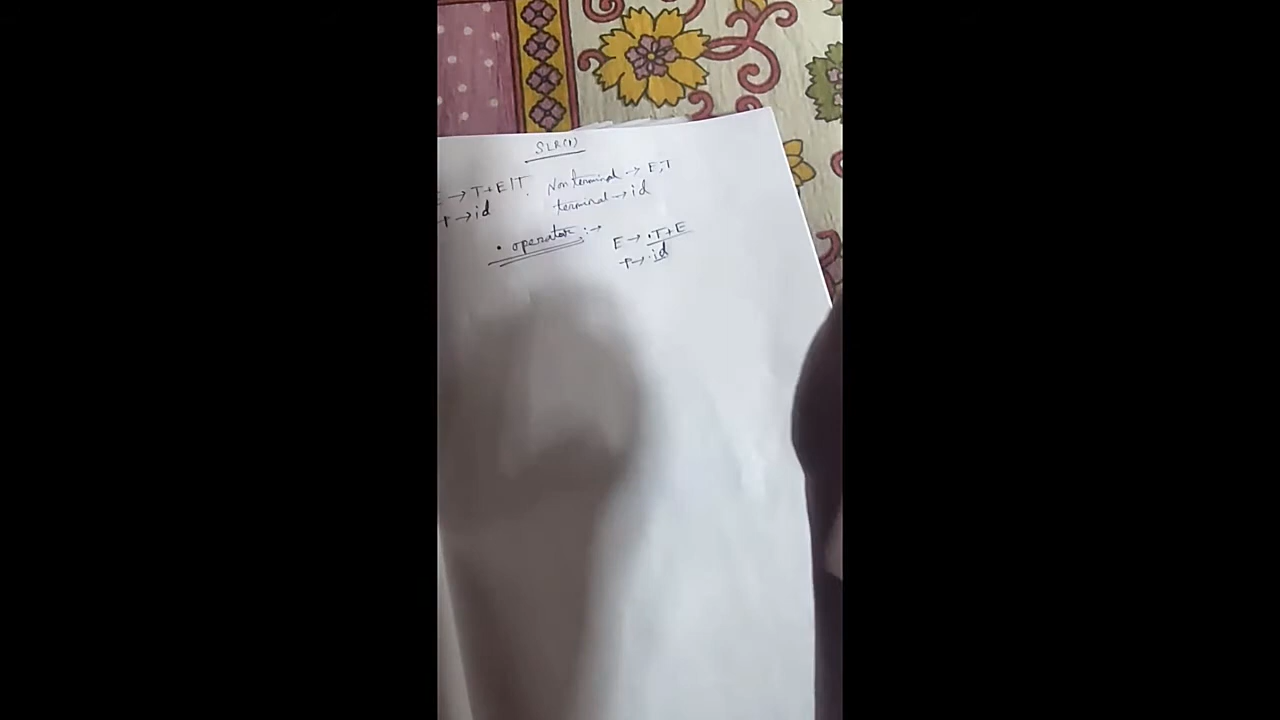 SLR(1)
E → T+E|T. Non terminal → E,T
T → id terminal → id
• operator :→
E → .T+E
T → .id